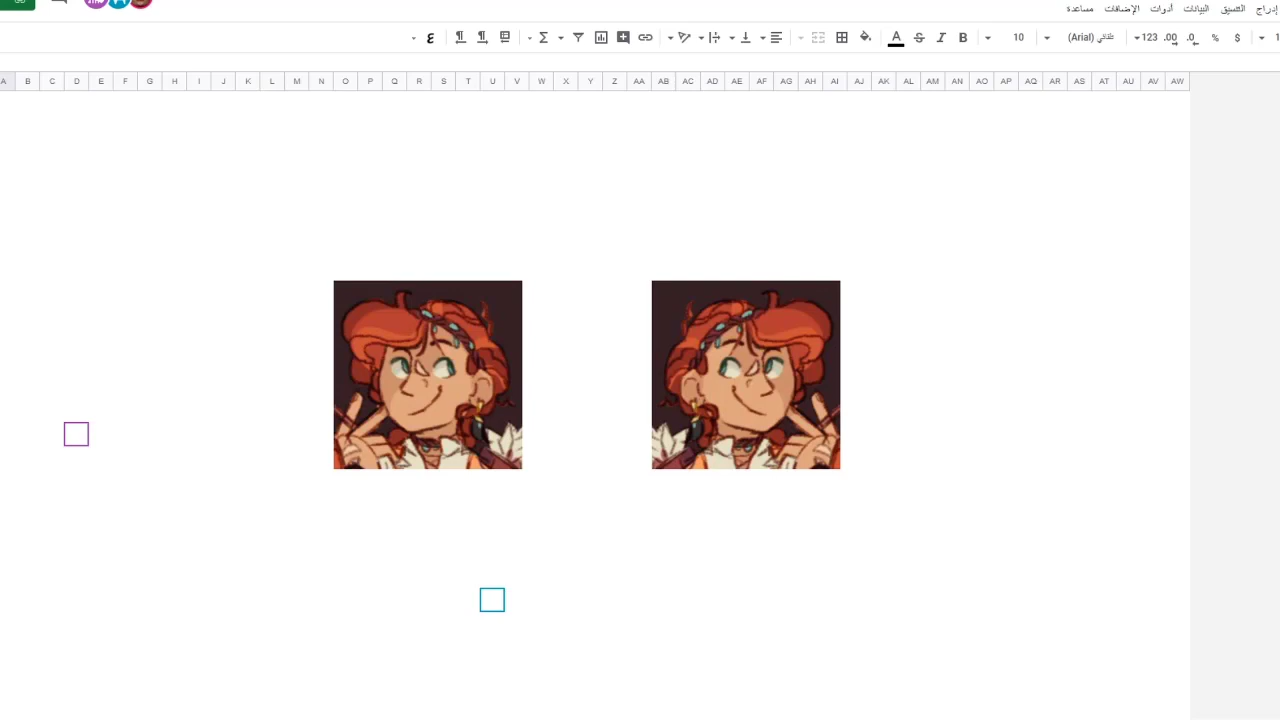 إدراج التنسيق البيانات أدوات الإضافات مساعدة
$ % .0 .00 123 تلقائي (Arial) 10 B I S A Σ ع
A B C D E F G H I J K L M N O P Q R S T U V W X Y Z AA AB AC AD AE AF AG AH AI AJ AK AL AM AN AO AP AQ AR AS AT AU AV AW